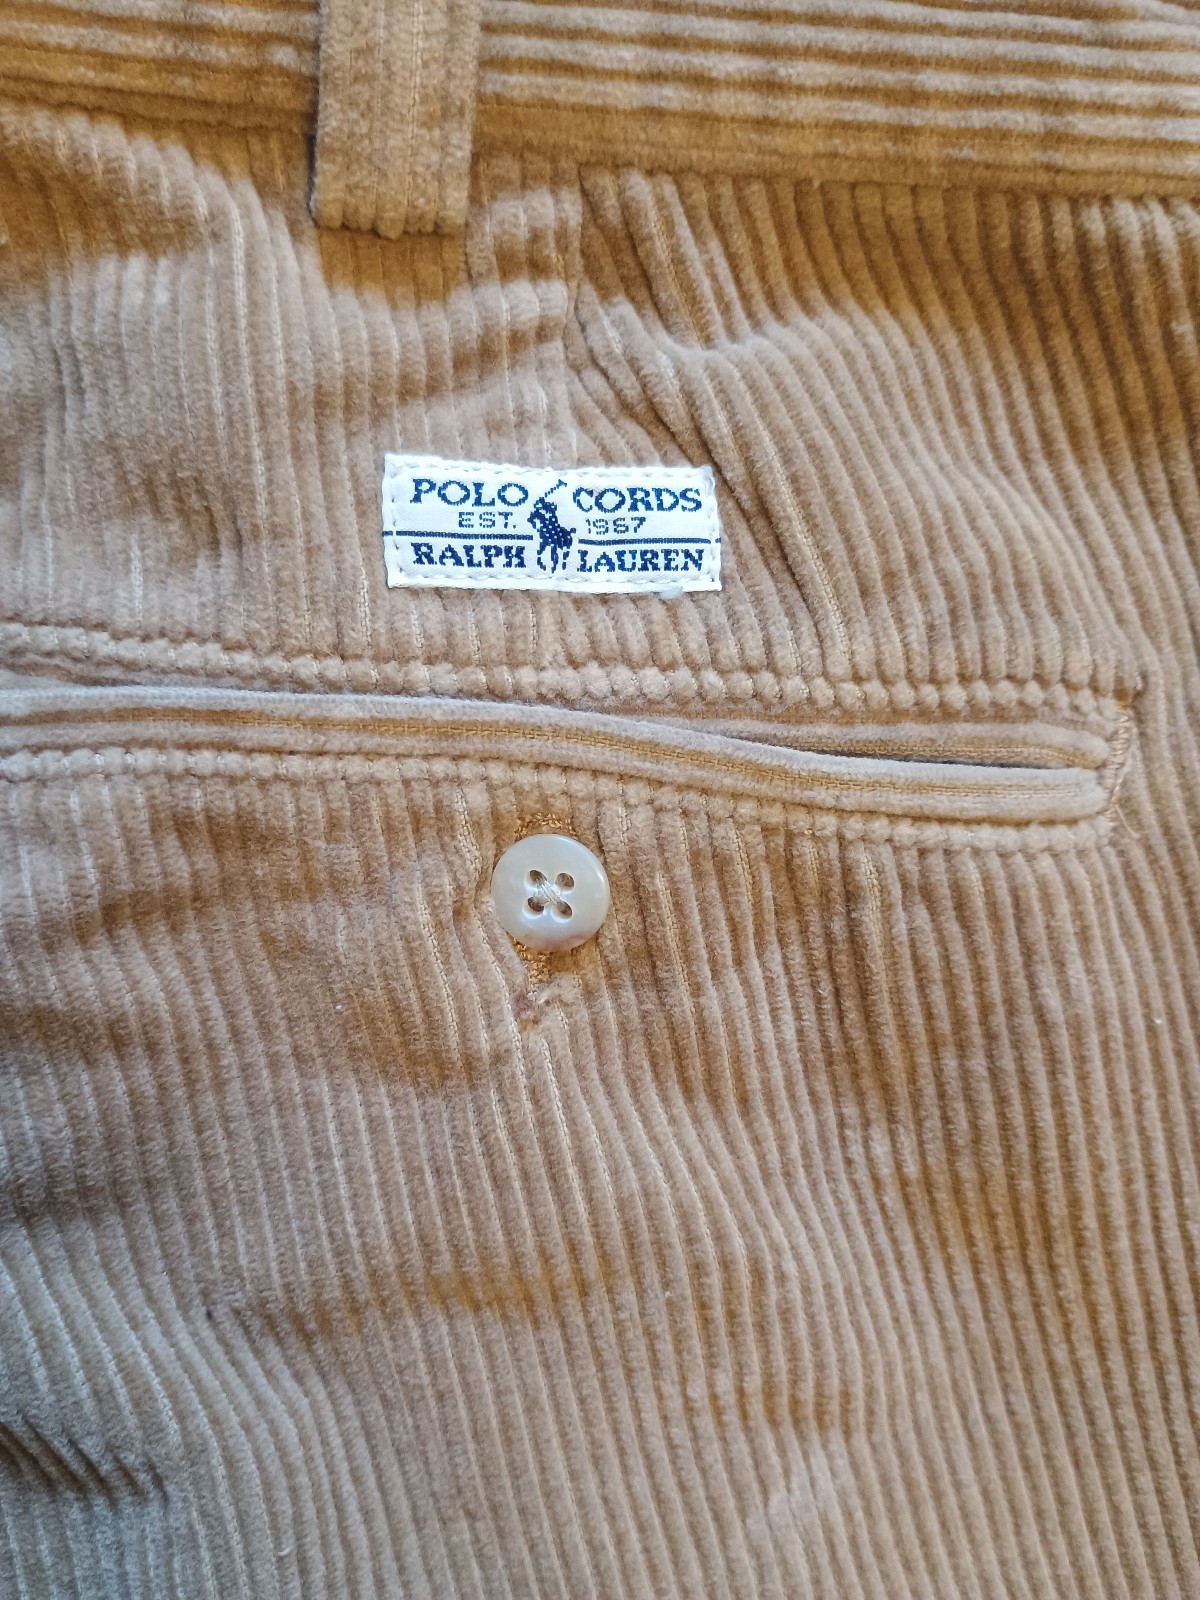 POLO CORDS
EST. 1967
RALPH LAUREN